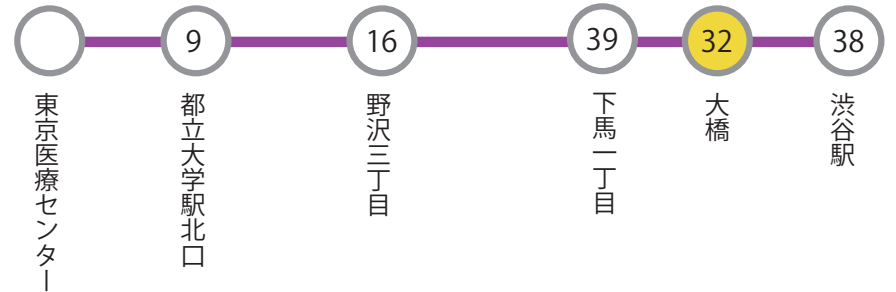 9
16
39
32
38
東京医療センター
都立大学駅北口
野沢三丁目
下馬一丁目
大橋
渋谷駅